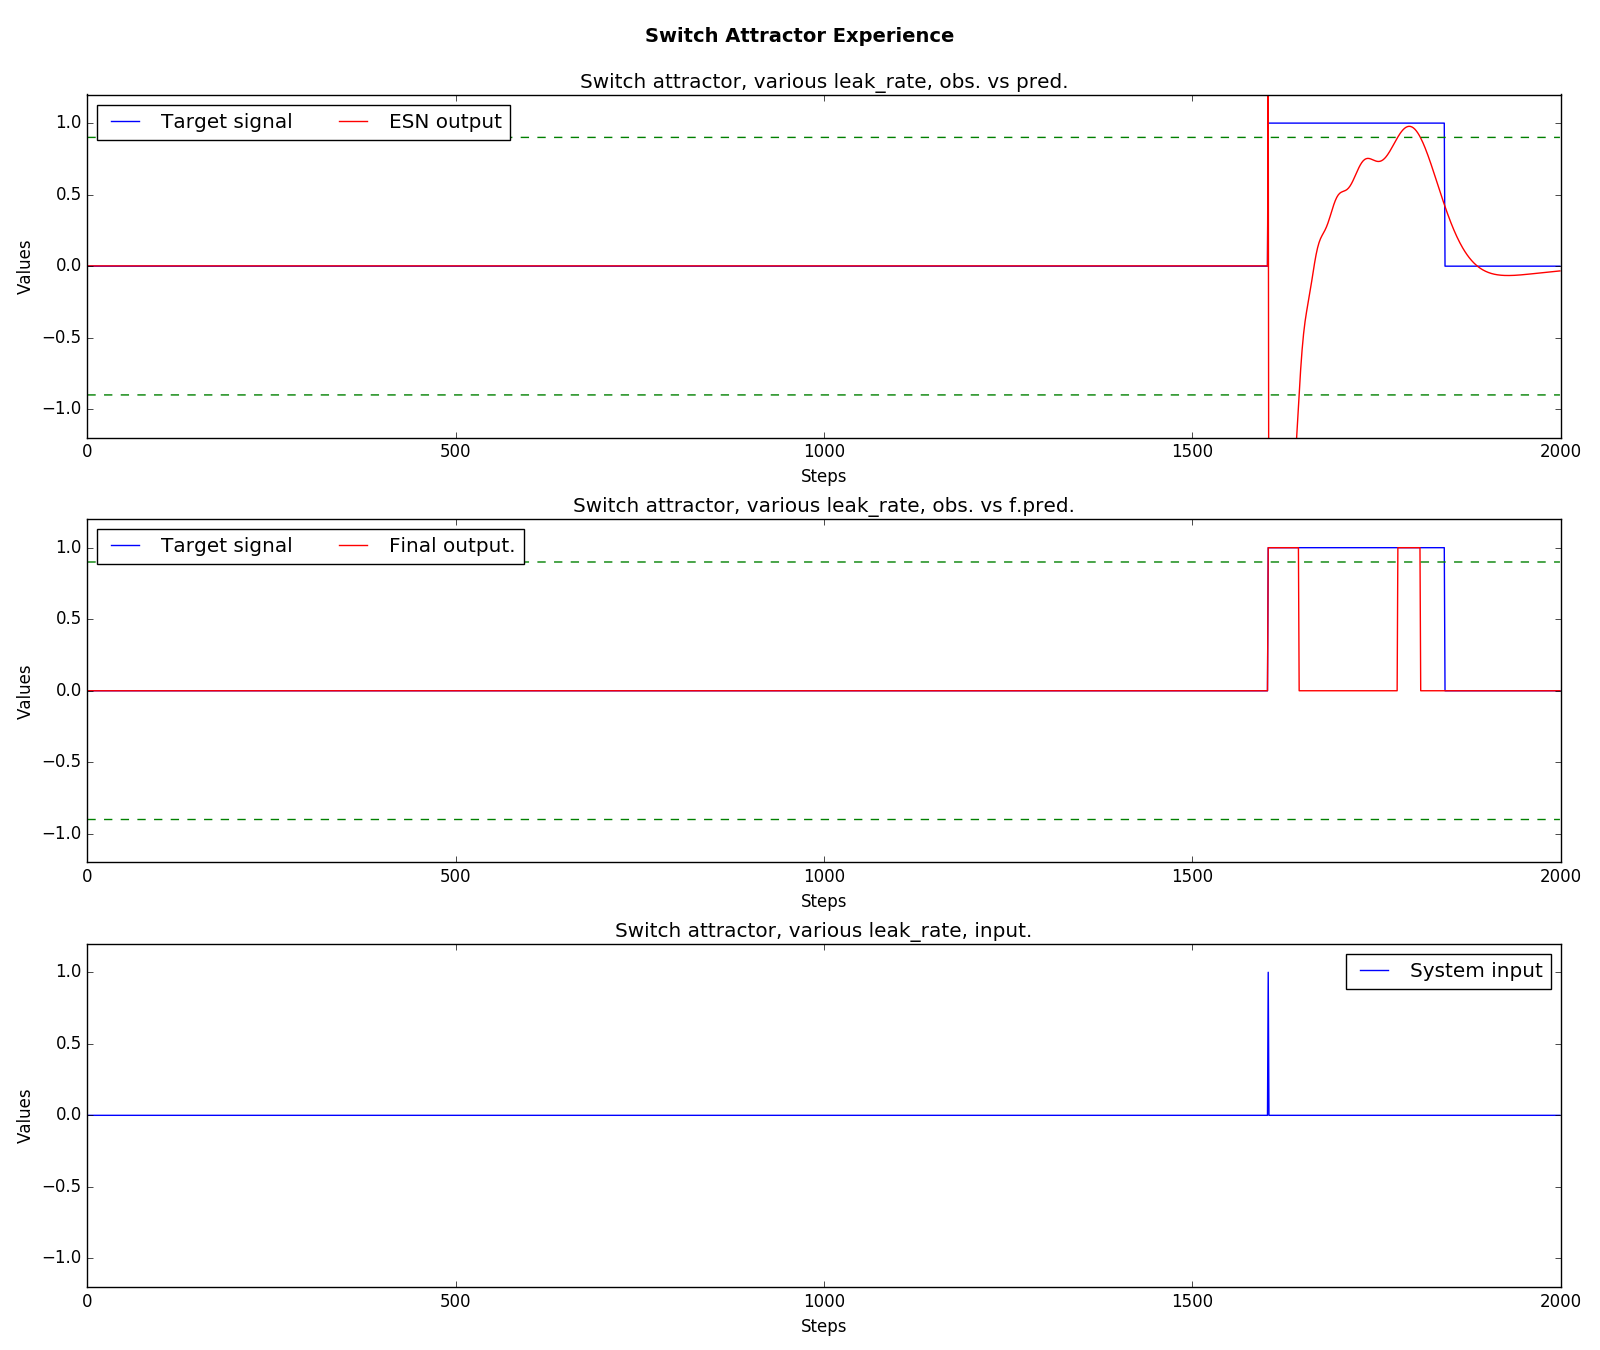 Switch Attractor Experience
Switch attractor, various leak_rate, obs. vs pred.
Target signal ESN output
1.0
0.5
0.0
−0.5
−1.0
Values
0 500 1000 1500 2000
Steps
Switch attractor, various leak_rate, obs. vs f.pred.
Target signal Final output.
1.0
0.5
0.0
−0.5
−1.0
Values
0 500 1000 1500 2000
Steps
Switch attractor, various leak_rate, input.
System input
1.0
0.5
0.0
−0.5
−1.0
Values
0 500 1000 1500 2000
Steps